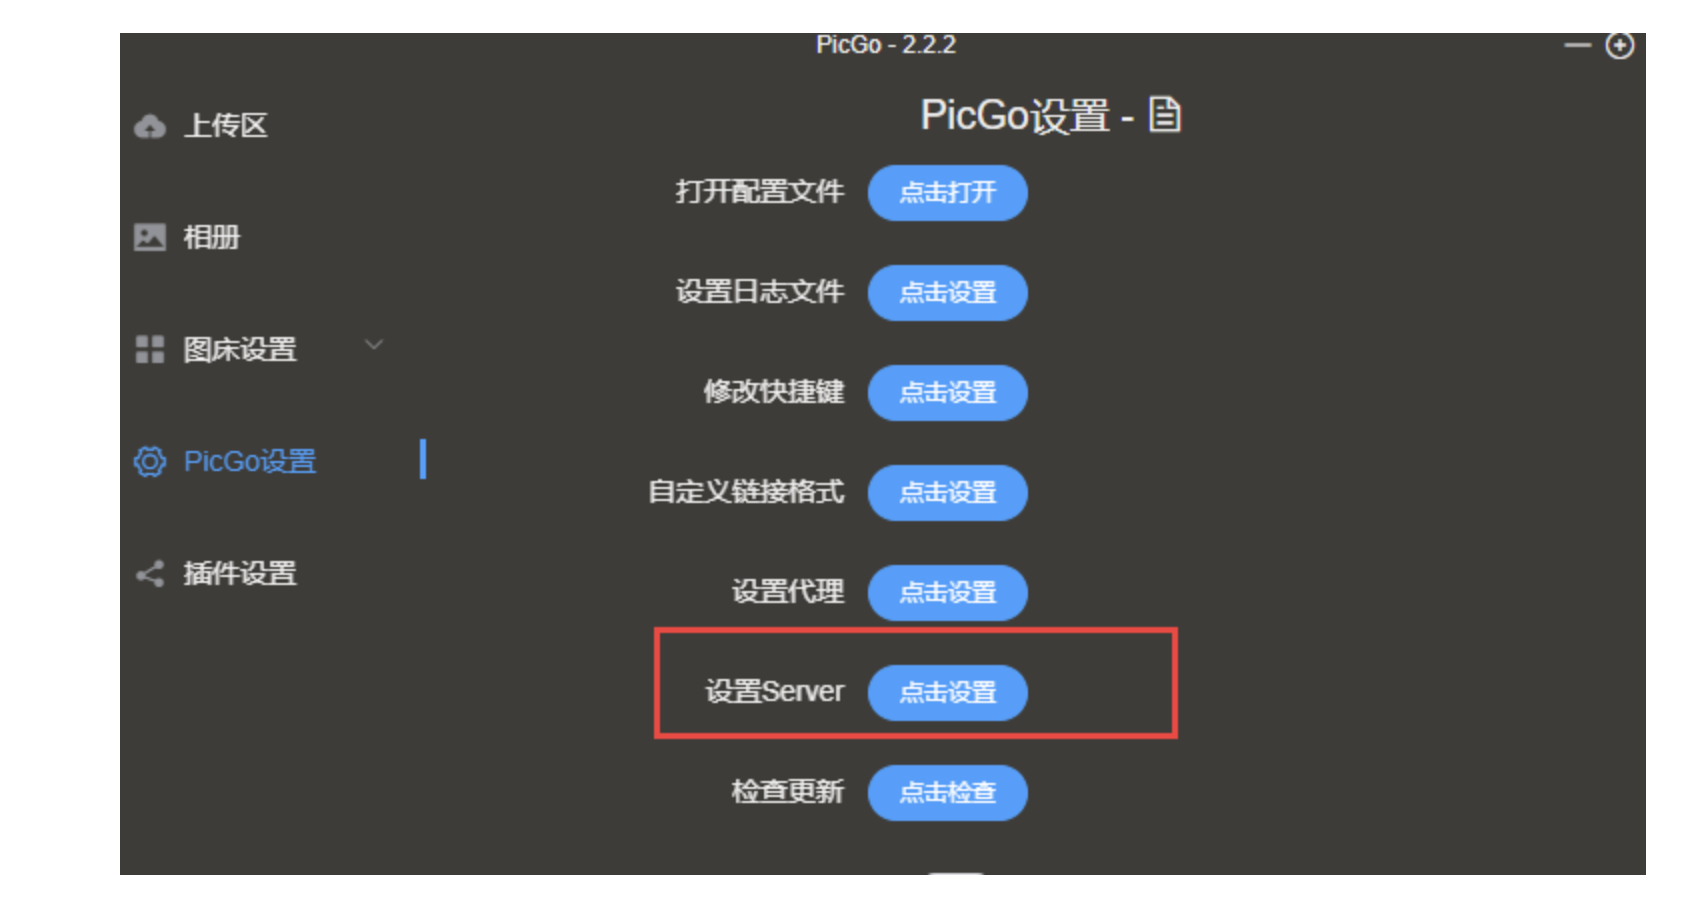 PicGo - 2.2.2
上传区
相册
图床设置
PicGo设置
插件设置
PicGo设置 -
打开配置文件 点击打开
设置日志文件 点击设置
修改快捷键 点击设置
自定义链接格式 点击设置
设置代理 点击设置
设置Server 点击设置
检查更新 点击检查